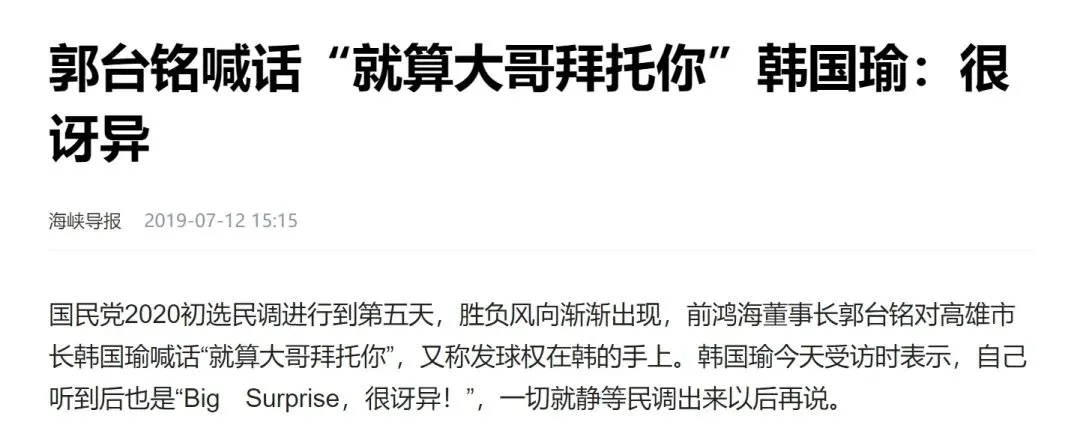 郭台铭喊话“就算大哥拜托你”韩国瑜：很
讶异
海峡导报 2019-07-12 15:15
国民党2020初选民调进行到第五天，胜负风向渐渐出现，前鸿海董事长郭台铭对高雄市
长韩国瑜喊话“就算大哥拜托你”，又称发球权在韩的手上。韩国瑜今天受访时表示，自己
听到后也是“Big Surprise，很讶异！”，一切就静等民调出来以后再说。